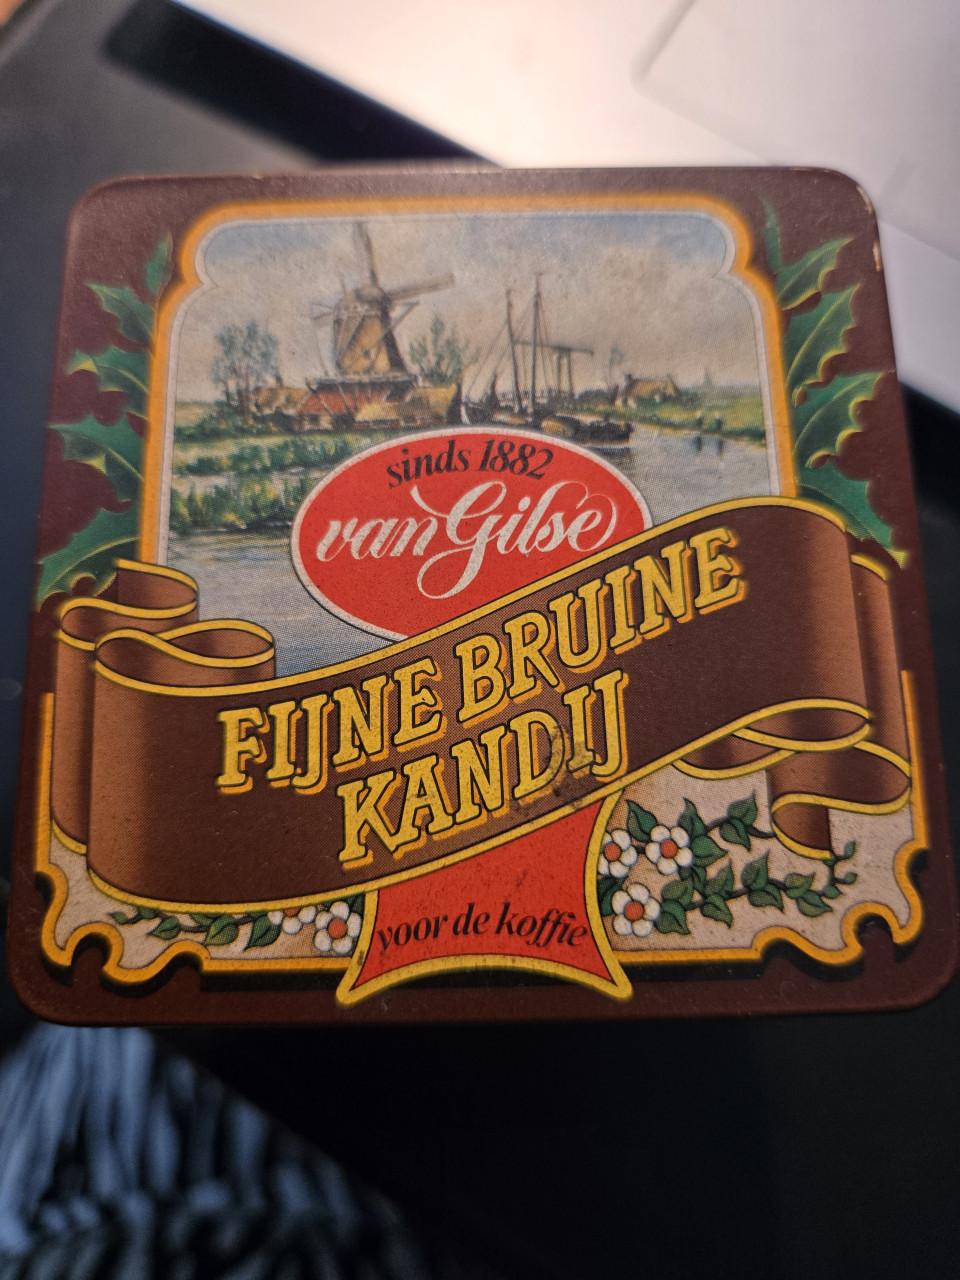 sinds 1882
van Gilse
FIJNE BRUINE
KANDIJ
voor de koffie